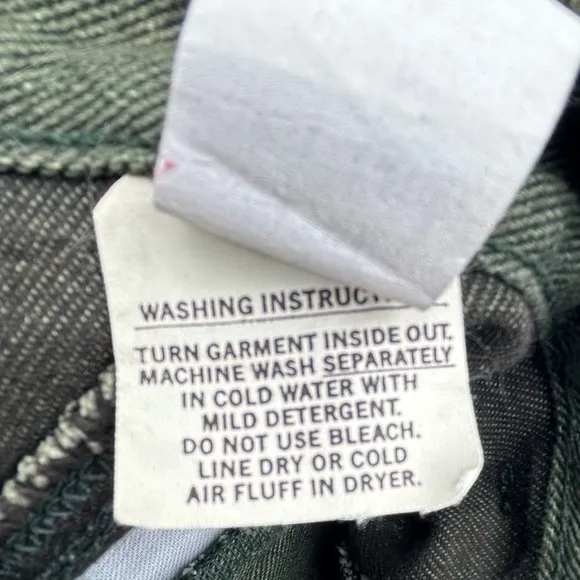 WASHING
TURN GARMENT INSIDE OUT.
MACHINE WASH SEPARATELY
IN COLD WATER WITH
MILD DETERGENT.
DO NOT USE BLEACH.
LINE DRY OR COLD
AIR FLUFF IN DRYER.